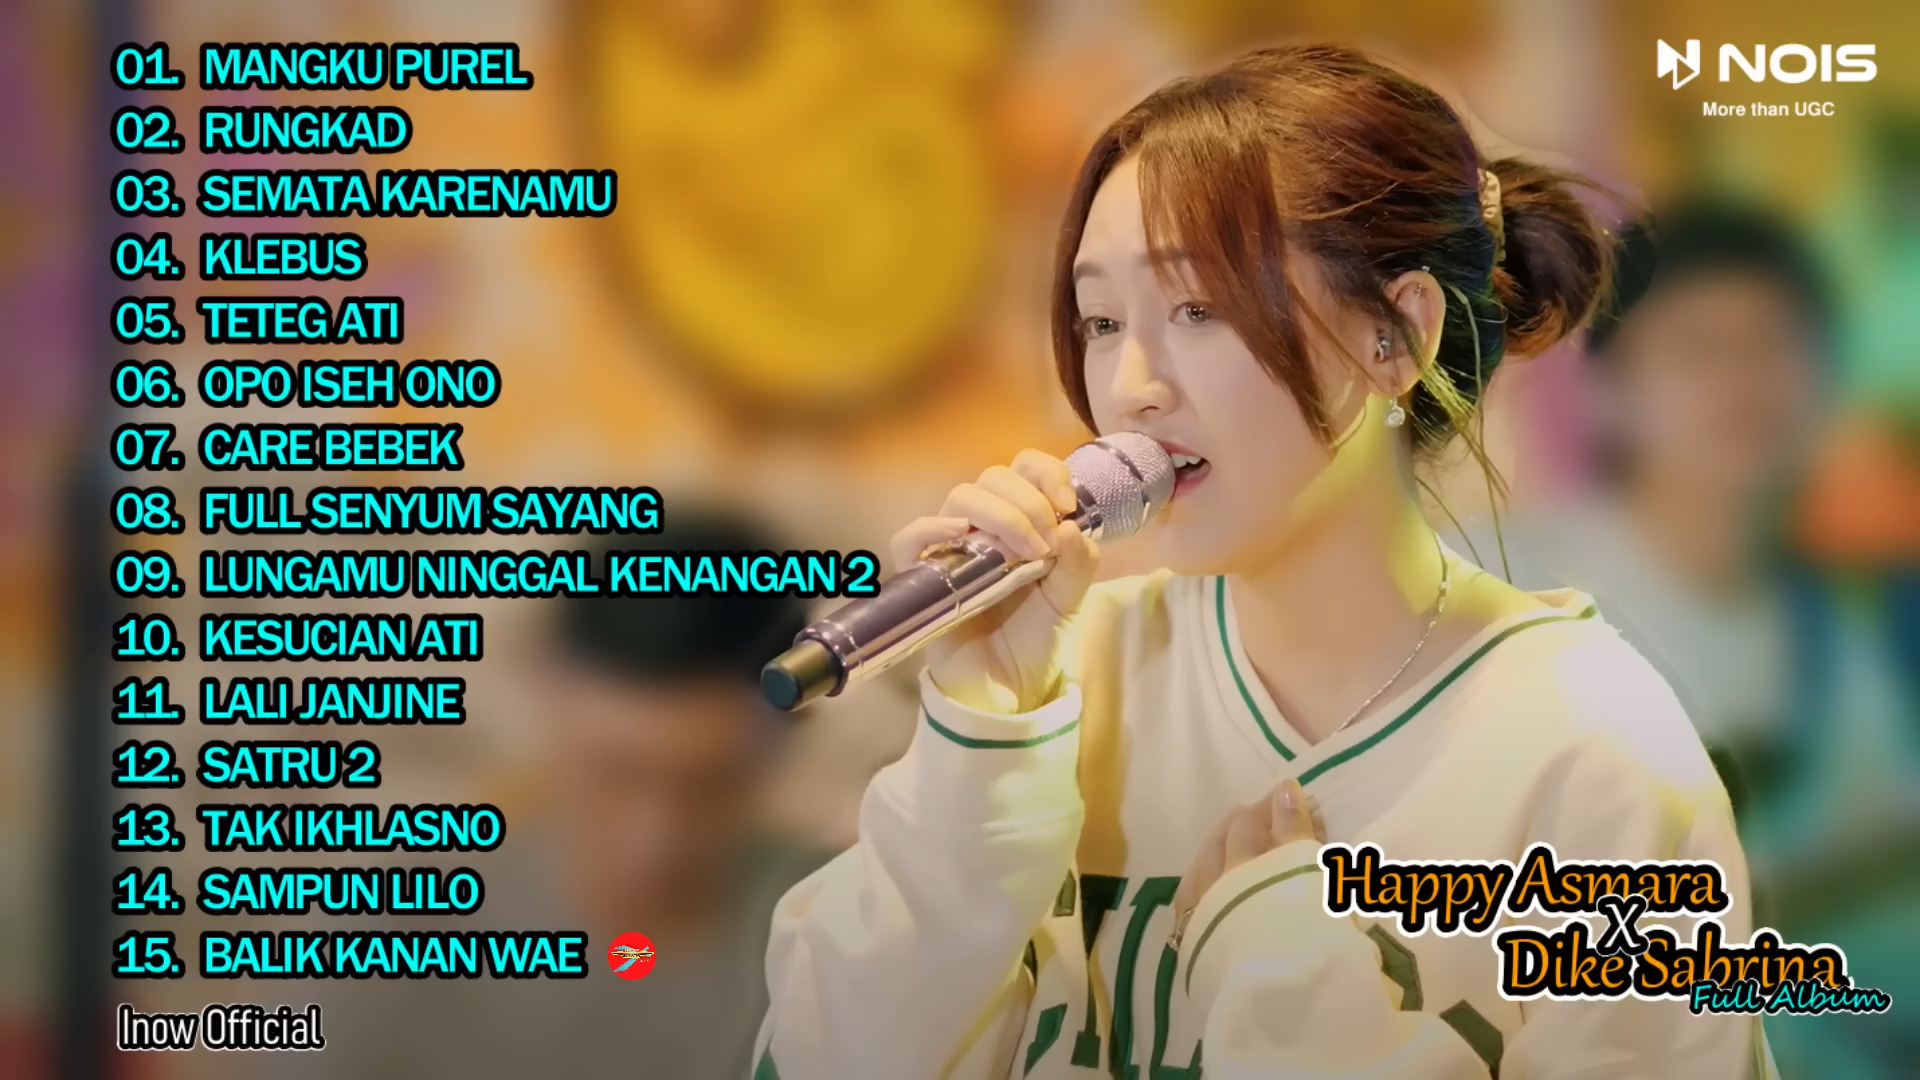 01. MANGKU PUREL
02. RUNGKAD
03. SEMATA KARENAMU
04. KLEBUS
05. TETEG ATI
06. OPO ISEH ONO
07. CARE BEBEK
08. FULL SENYUM SAYANG
09. LUNGAMU NINGGAL KENANGAN 2
10. KESUCIAN ATI
11. LALI JANJINE
12. SATRU 2
13. TAK IKHLASNO
14. SAMPUN LILO
15. BALIK KANAN WAE
Inow Official
NOIS
More than UGC
Happy Asmara
X
Dike Sabrina
Full Album